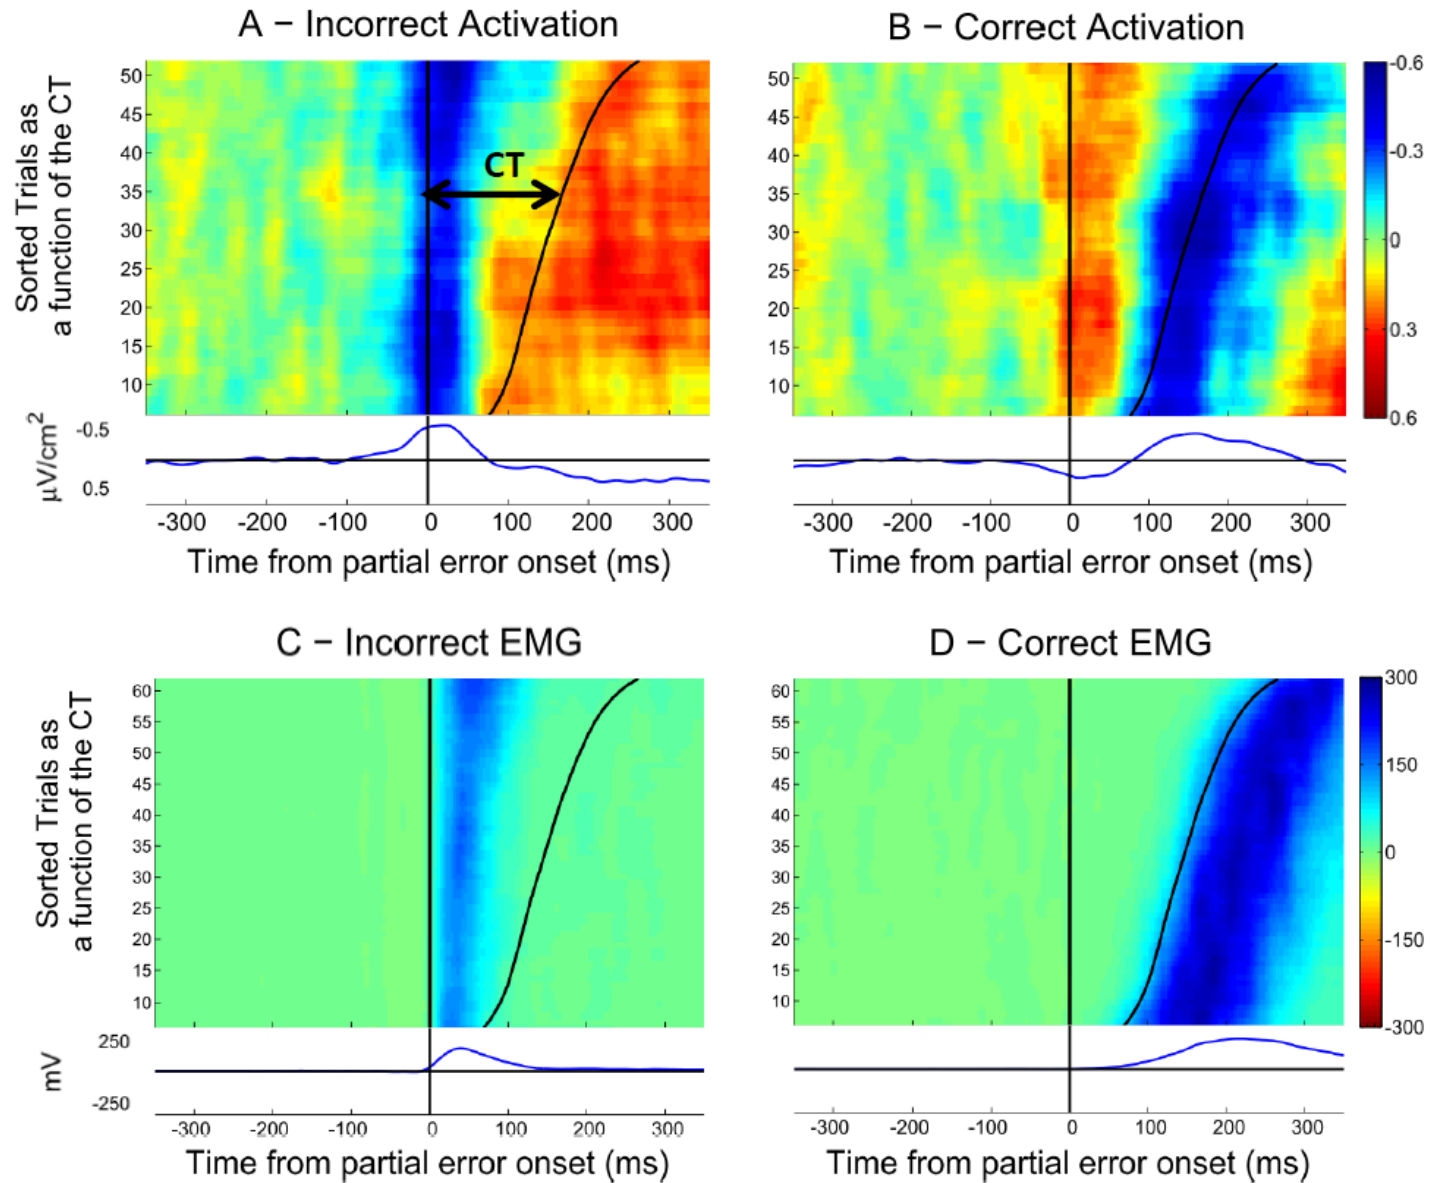 A − Incorrect Activation
B − Correct Activation
Sorted Trials as
a function of the CT
50
45
40
35
30
25
20
15
10
CT
50
45
40
35
30
25
20
15
10
-0.6
-0.3
0
0.3
0.6
μV/cm2
-0.5
0.5
-300 -200 -100 0 100 200 300
-300 -200 -100 0 100 200 300
Time from partial error onset (ms)
Time from partial error onset (ms)
C − Incorrect EMG
D − Correct EMG
Sorted Trials as
a function of the CT
60
55
50
45
40
35
30
25
20
15
10
60
55
50
45
40
35
30
25
20
15
10
300
150
0
-150
-300
mV
250
-250
-300 -200 -100 0 100 200 300
-300 -200 -100 0 100 200 300
Time from partial error onset (ms)
Time from partial error onset (ms)